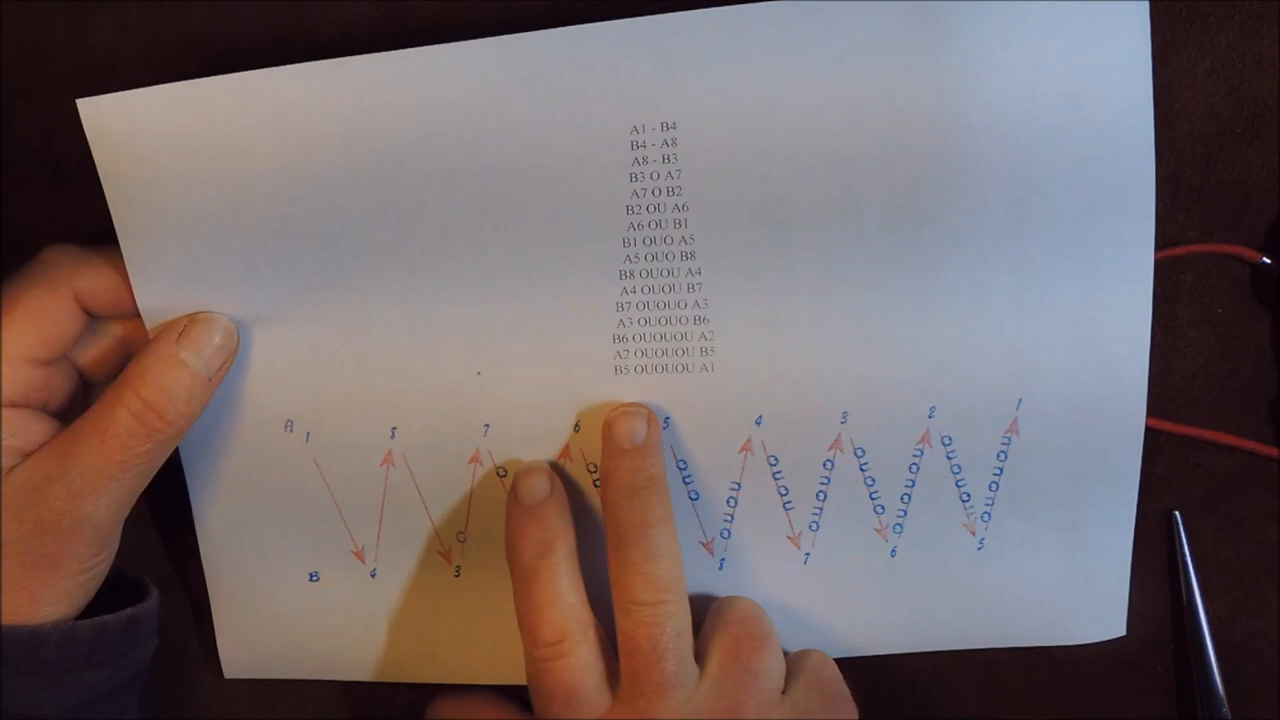 A1 - B4
B4 - A8
A8 - B3
B3 O A7
A7 O B2
B2 OU A6
A6 OU B1
B1 OUO A5
A5 OUO B8
B8 OUOU A4
A4 OUOU B7
B7 OUOUO A3
A3 OUOUO B6
B6 OUOUOU A2
A2 OUOUOU B5
B5 OUOUOU A1
A 1 8 7 6 5 4 3 2 1
B 4 3 8 7 6 5